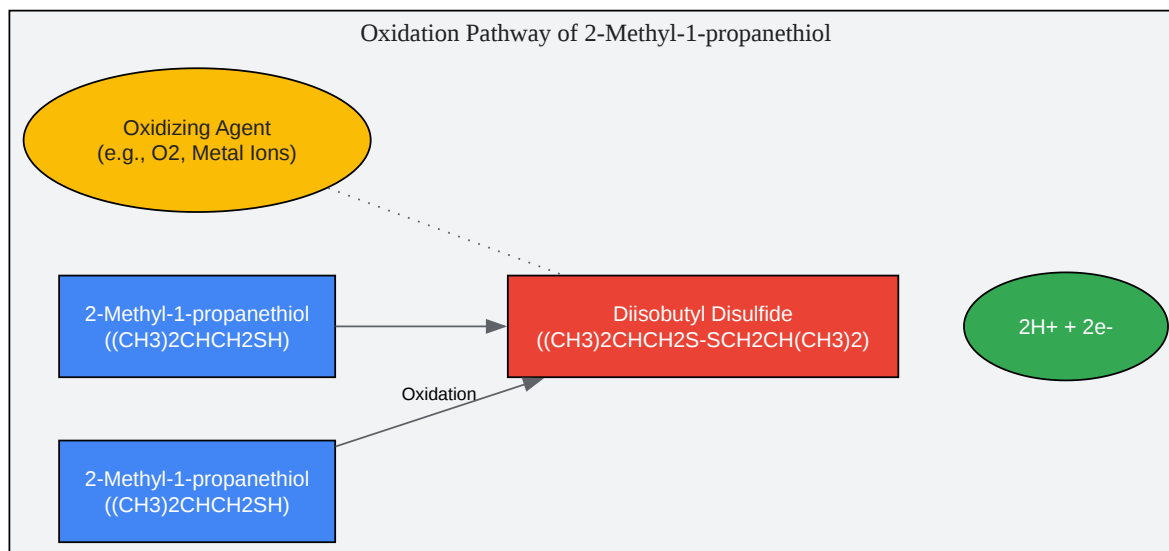 Oxidation Pathway of 2-Methyl-1-propanethiol
Oxidizing Agent
(e.g., O2, Metal Ions)
2-Methyl-1-propanethiol
((CH3)2CHCH2SH)
Diisobutyl Disulfide
((CH3)2CHCH2S-SCH2CH(CH3)2)
2H+ + 2e-
Oxidation
2-Methyl-1-propanethiol
((CH3)2CHCH2SH)